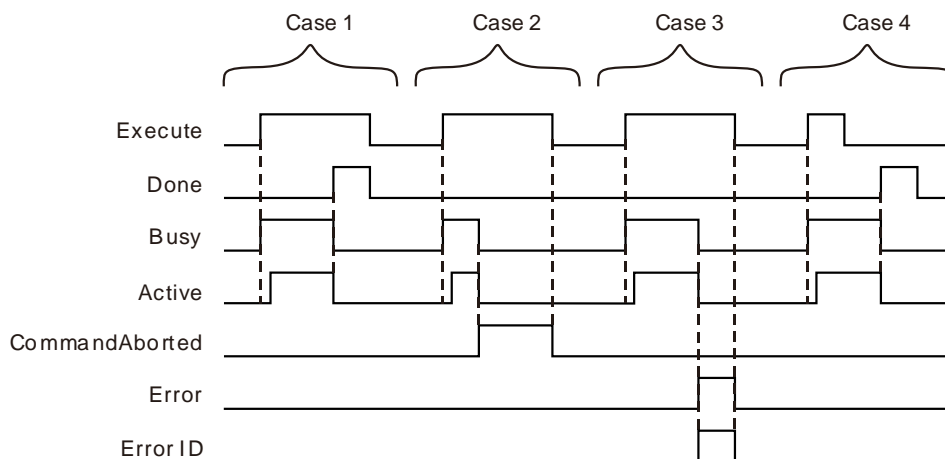 Case 1 Case 2 Case 3 Case 4
Execute
Done
Busy
Active
CommandAborted
Error
Error ID